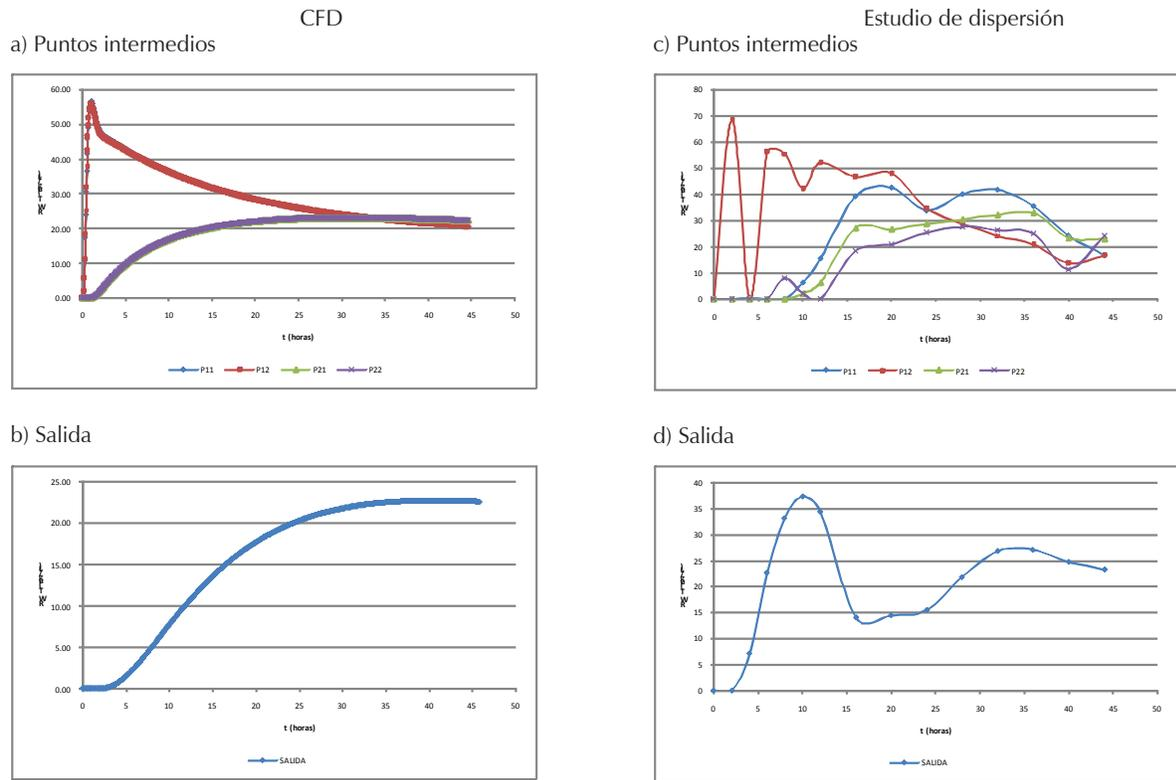 CFD
a) Puntos intermedios
60.00
50.00
40.00
30.00
20.00
10.00
0.00
0 5 10 15 20 25 30 35 40 45 50
t (horas)
P11 P12 P21 P22
Estudio de dispersión
c) Puntos intermedios
80
70
60
50
40
30
20
10
0
0 5 10 15 20 25 30 35 40 45 50
t (horas)
P11 P12 P21 P22
b) Salida
25.00
20.00
15.00
10.00
5.00
0.00
0 5 10 15 20 25 30 35 40 45 50
t (horas)
SALIDA
d) Salida
40
35
30
25
20
15
10
5
0
0 5 10 15 20 25 30 35 40 45 50
t (horas)
SALIDA